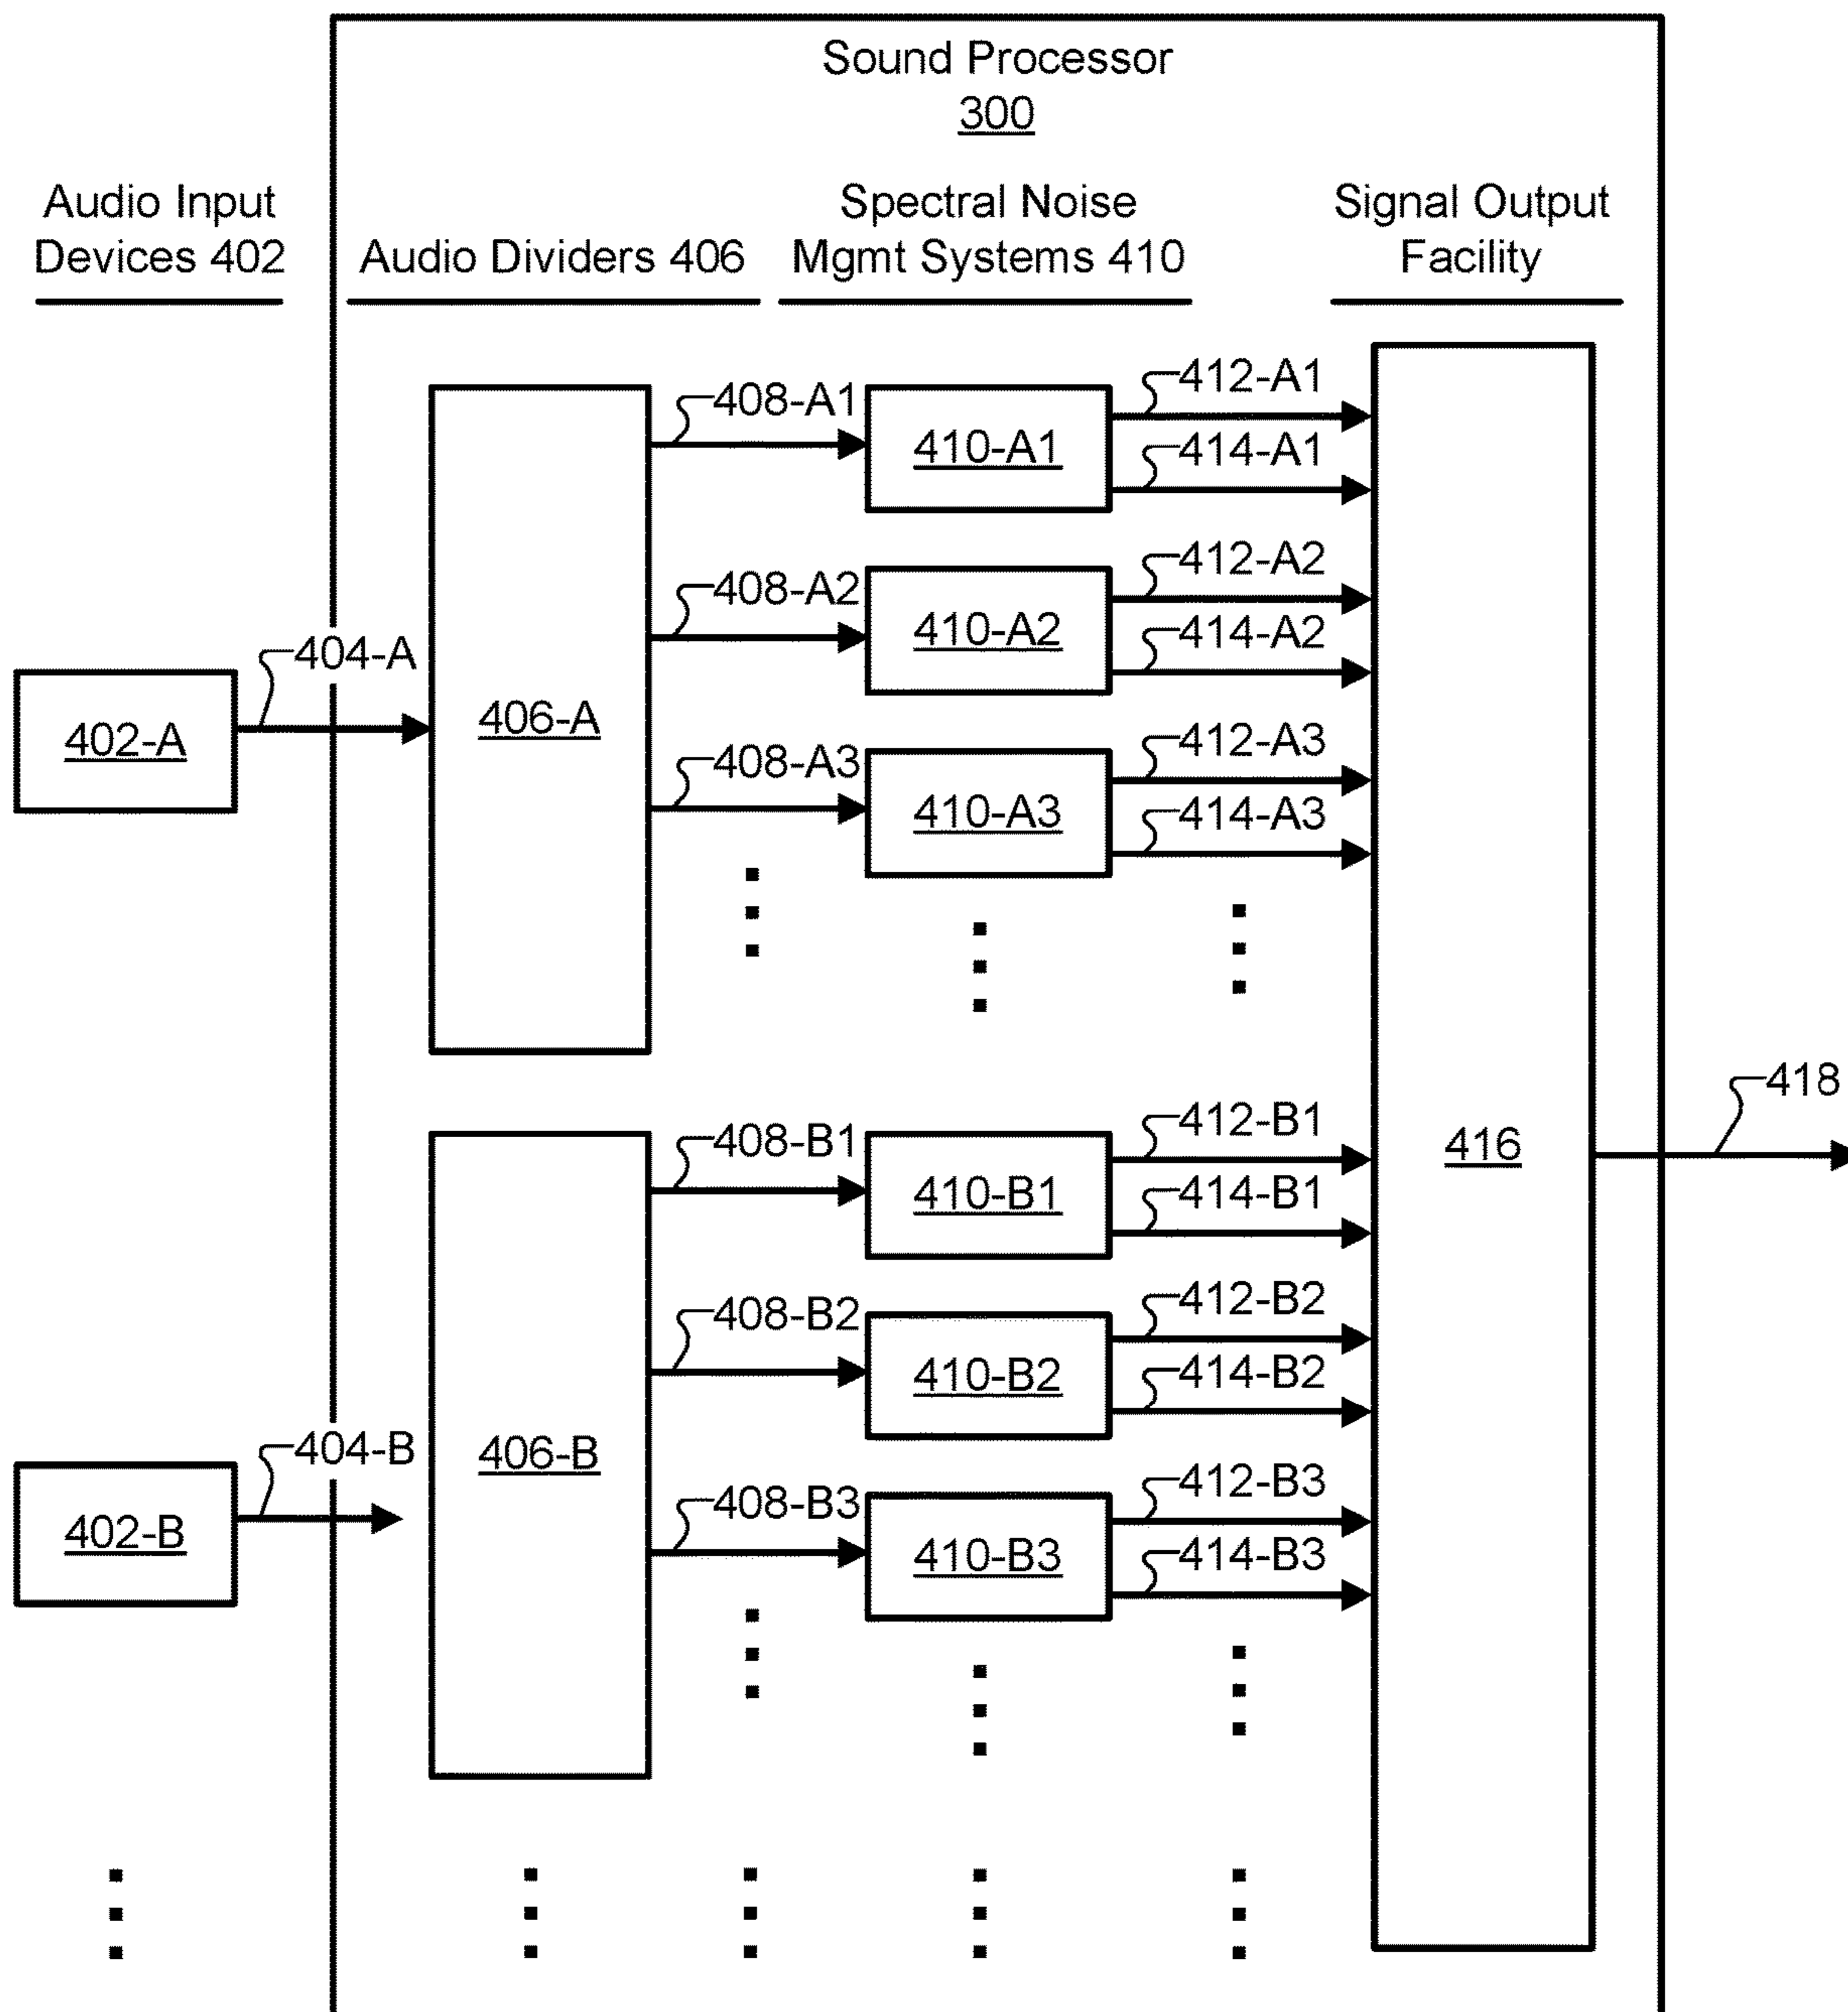 Sound Processor
300
Audio Input
Devices 402
Audio Dividers 406
Spectral Noise
Mgmt Systems 410
Signal Output
Facility
408-A1
412-A1
410-A1
414-A1
408-A2
412-A2
410-A2
414-A2
404-A
402-A
406-A
408-A3
412-A3
410-A3
414-A3
418
408-B1
412-B1
416
410-B1
414-B1
408-B2
412-B2
410-B2
414-B2
404-B
402-B
406-B
408-B3
412-B3
410-B3
414-B3